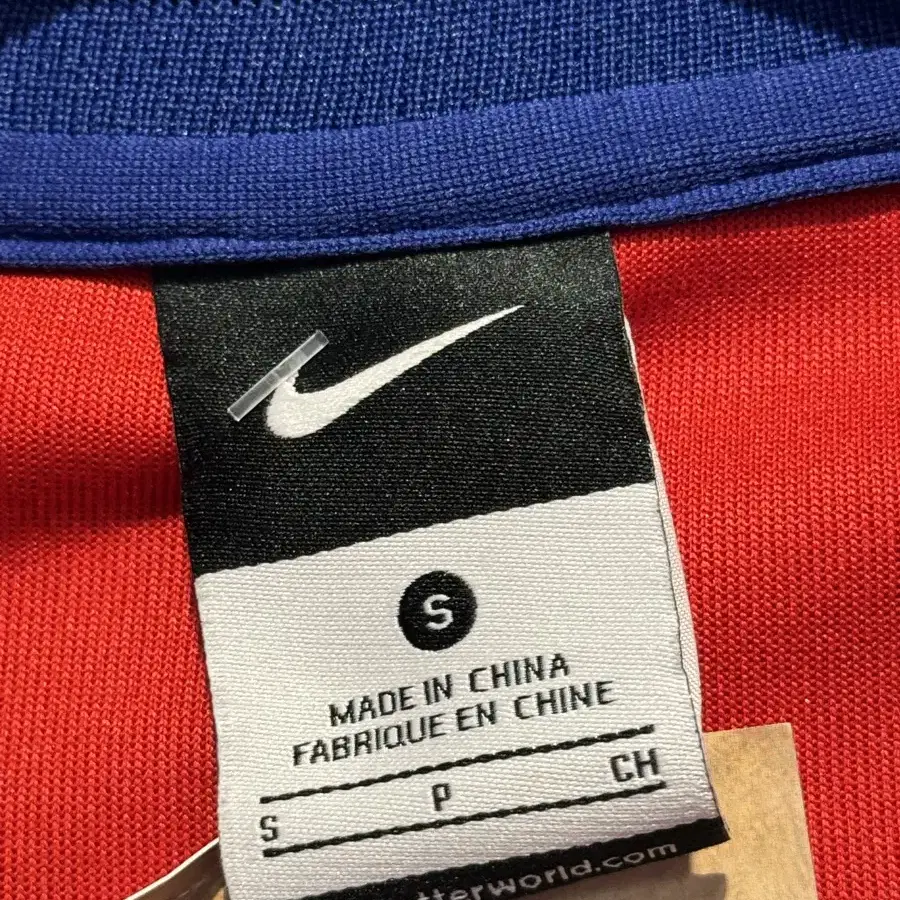 S
MADE IN CHINA
FABRIQUE EN CHINE
S P CH